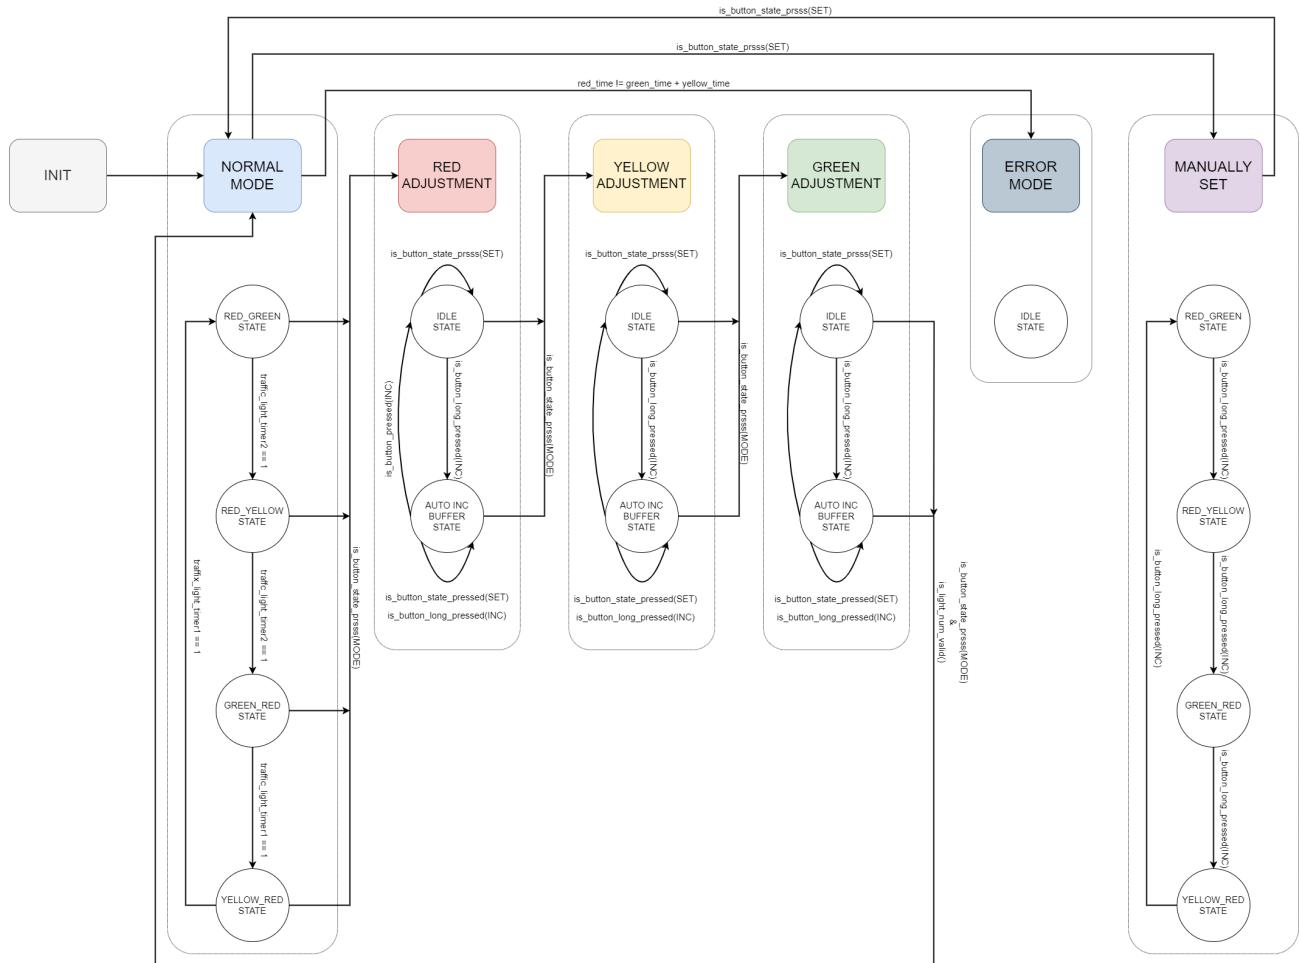 is_button_state_prsss(SET)
is_button_state_prsss(SET)
red_time != green_time + yellow_time
INIT
NORMAL
MODE
RED
ADJUSTMENT
YELLOW
ADJUSTMENT
GREEN
ADJUSTMENT
ERROR
MODE
MANUALLY
SET
RED_GREEN
STATE
traffic_light_timer2 == 1
RED_YELLOW
STATE
traffc_light_timer2 == 1
GREEN_RED
STATE
traffic_light_timer1 == 1
YELLOW_RED
STATE
traffix_light_timer1 == 1
is_button_state_prsss(MODE)
is_button_state_prsss(SET)
IDLE
STATE
is_button_pressed(INC)
is_button_long_pressed(INC)
AUTO INC
BUFFER
STATE
is_button_state_pressed(SET)
is_button_long_pressed(INC)
is_button_state_prsss(MODE)
is_button_state_prsss(SET)
IDLE
STATE
is_button_long_pressed(INC)
AUTO INC
BUFFER
STATE
is_button_state_pressed(SET)
is_button_long_pressed(INC)
is_button_state_prsss(MODE)
is_button_state_prsss(SET)
IDLE
STATE
is_button_long_pressed(INC)
AUTO INC
BUFFER
STATE
is_button_state_pressed(SET)
is_button_long_pressed(INC)
is_button_state_prsss(MODE)
&
is_light_num_valid()
IDLE
STATE
RED_GREEN
STATE
is_button_long_pressed(INC)
RED_YELLOW
STATE
is_button_long_pressed(INC)
GREEN_RED
STATE
is_button_long_pressed(INC)
YELLOW_RED
STATE
is_button_long_pressed(INC)